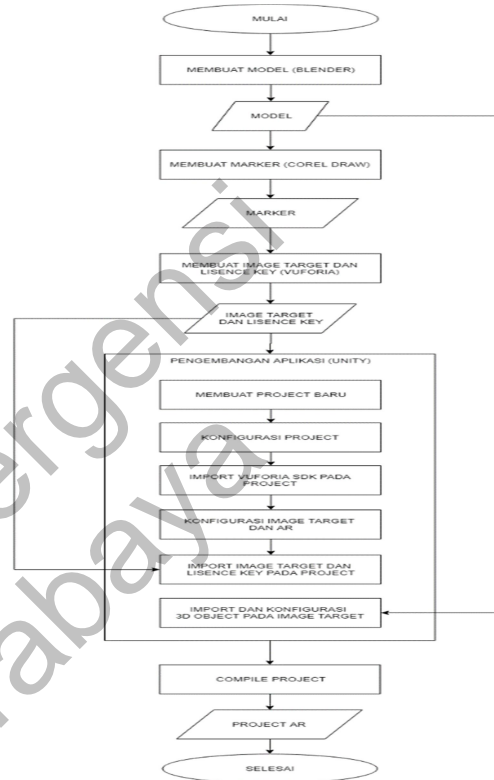 MULAI
MEMBUAT MODEL (BLENDER)
MODEL
MEMBUAT MARKER (COREL DRAW)
MARKER
MEMBUAT IMAGE TARGET DAN
LISENCE KEY (VUFORIA)
IMAGE TARGET
DAN LISENCE KEY
PENGEMBANGAN APLIKASI (UNITY)
MEMBUAT PROJECT BARU
KONFIGURASI PROJECT
IMPORT VUFORIA SDK PADA
PROJECT
KONFIGURASI IMAGE TARGET
DAN AR
IMPORT IMAGE TARGET DAN
LISENCE KEY PADA PROJECT
IMPORT DAN KONFIGURASI
3D OBJECT PADA IMAGE TARGET
COMPILE PROJECT
PROJECT AR
SELESAI
ergensi
abaya